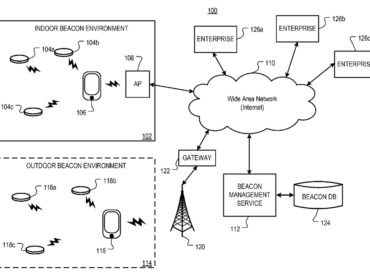 100
INDOOR BEACON ENVIRONMENT
104a
104b
104c
106
108
AP
102
ENTERPRISE
126a
ENTERPRISE
126b
ENTERPRISE
110
Wide Area Network
(Internet)
OUTDOOR BEACON ENVIRONMENT
118a
118b
118c
114
122
GATEWAY
120
BEACON
MANAGEMENT
SERVICE
112
BEACON DB
124